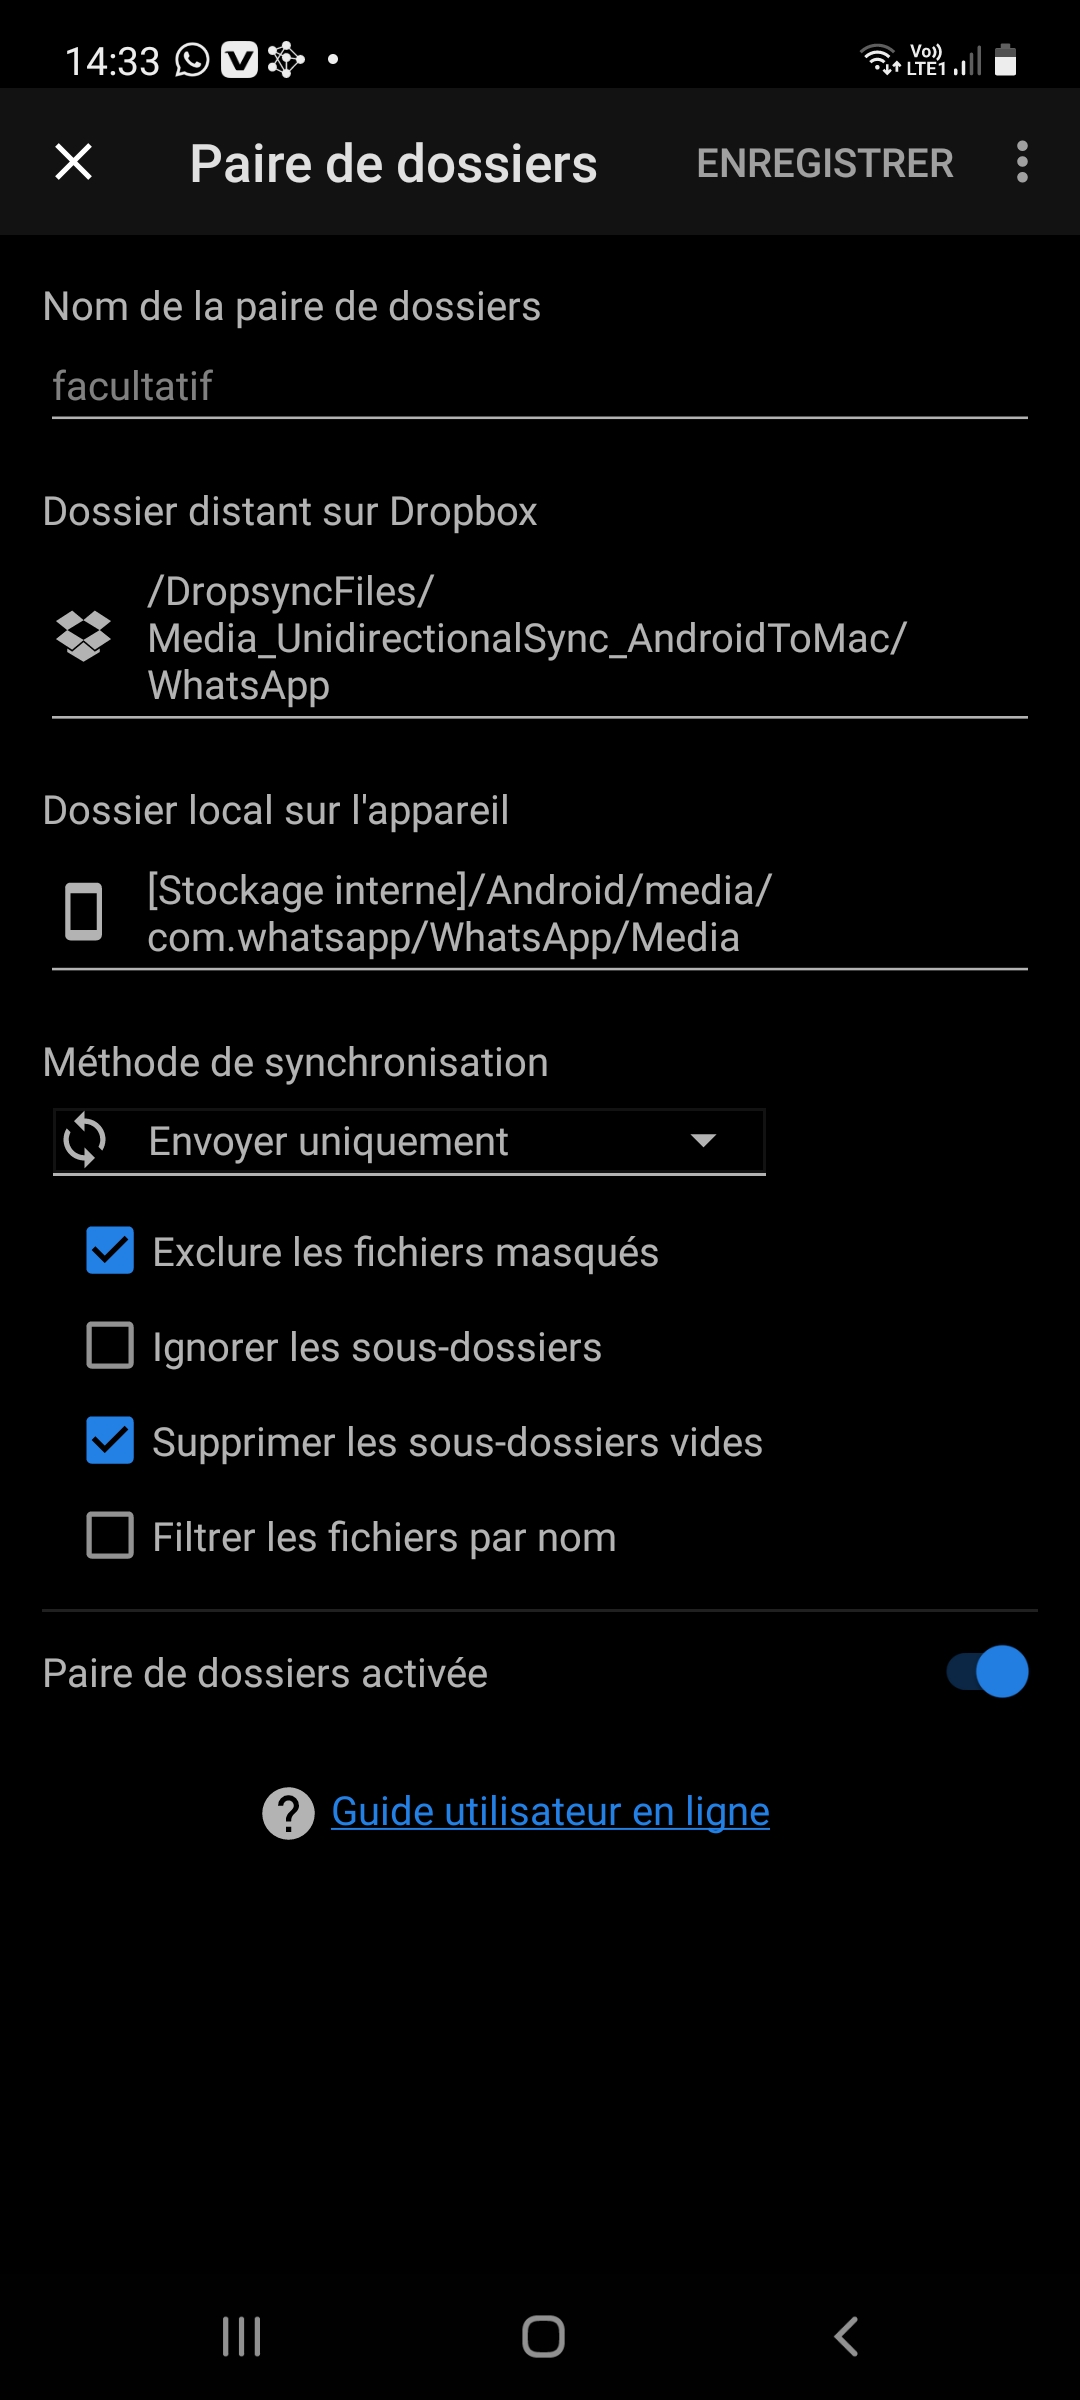 14:33
Vo))
LTE1
Paire de dossiers
ENREGISTRER
Nom de la paire de dossiers
facultatif
Dossier distant sur Dropbox
/DropsyncFiles/
Media_UnidirectionalSync_AndroidToMac/
WhatsApp
Dossier local sur l'appareil
[Stockage interne]/Android/media/
com.whatsapp/WhatsApp/Media
Méthode de synchronisation
Envoyer uniquement
Exclure les fichiers masqués
Ignorer les sous-dossiers
Supprimer les sous-dossiers vides
Filtrer les fichiers par nom
Paire de dossiers activée
Guide utilisateur en ligne